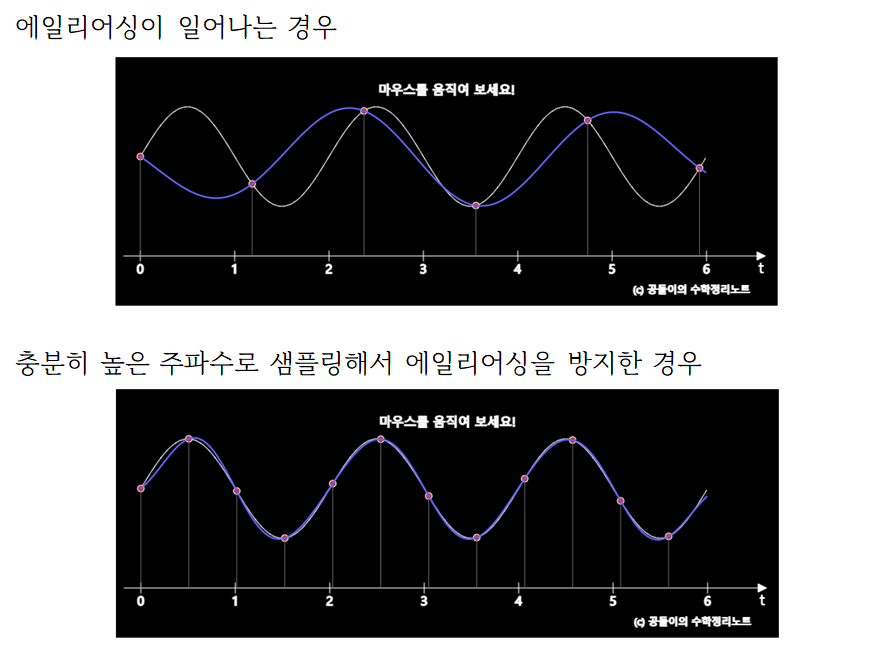 에일리어싱이 일어나는 경우
마우스를 움직여 보세요!
0 1 2 3 4 5 6 t
(c) 공돌이의 수학정리노트
충분히 높은 주파수로 샘플링해서 에일리어싱을 방지한 경우
마우스를 움직여 보세요!
0 1 2 3 4 5 6 t
(c) 공돌이의 수학정리노트